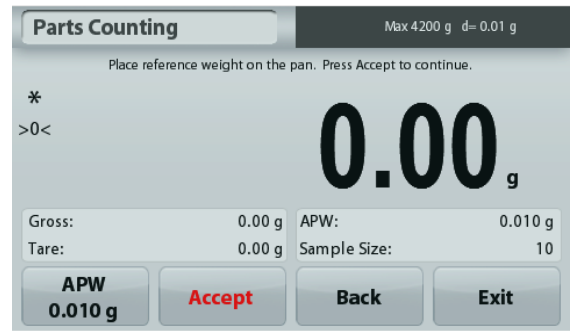 Parts Counting
Max 4200 g d= 0.01 g
Place reference weight on the pan. Press Accept to continue.
*
>0<
0.00 g
Gross: 0.00 g
Tare: 0.00 g
APW: 0.010 g
Sample Size: 10
APW
0.010 g
Accept
Back
Exit